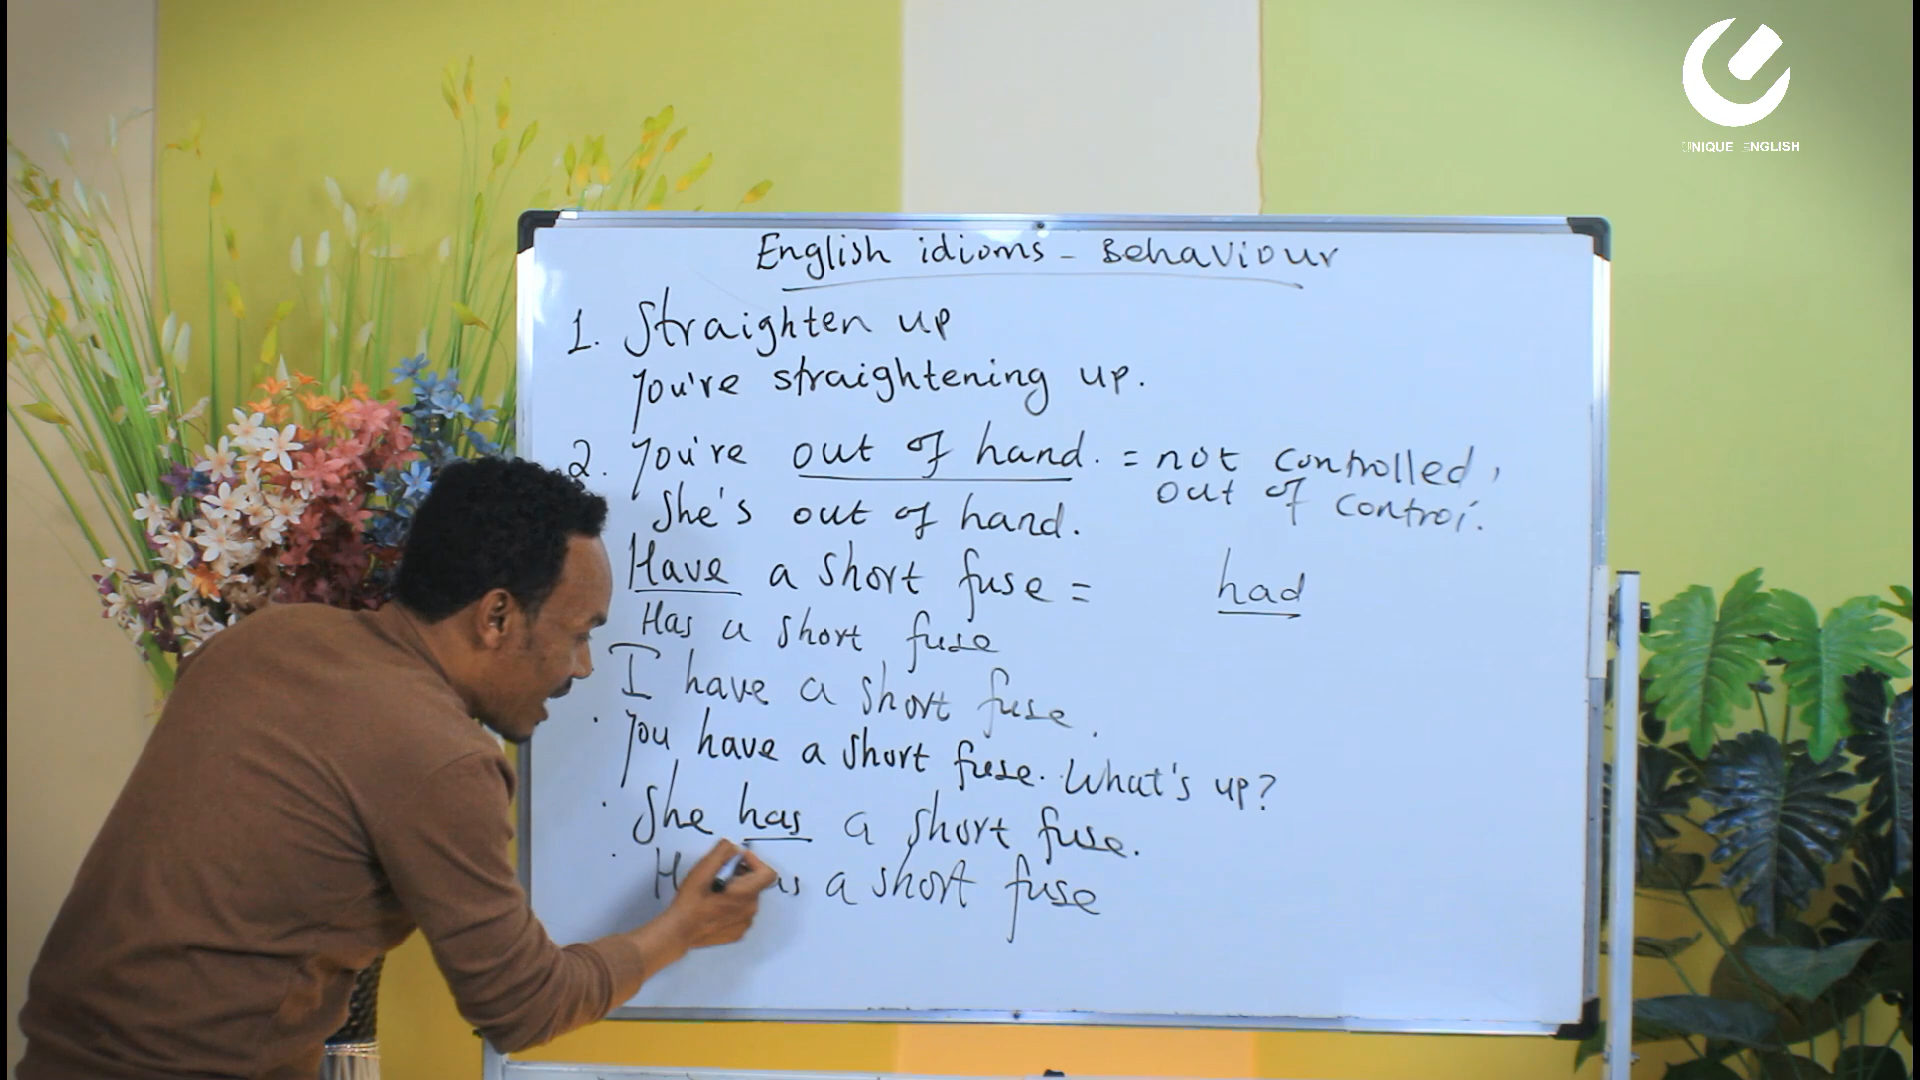 UNIQUE ENGLISH
English idioms - Behaviour
1. Straighten up
You're straightening up.
2. You're out of hand. = not controlled,
out of control.
She's out of hand.
Have a short fuse = had
Has a short fuse
I have a short fuse.
You have a short fuse. What's up?
She has a short fuse.
a short fuse